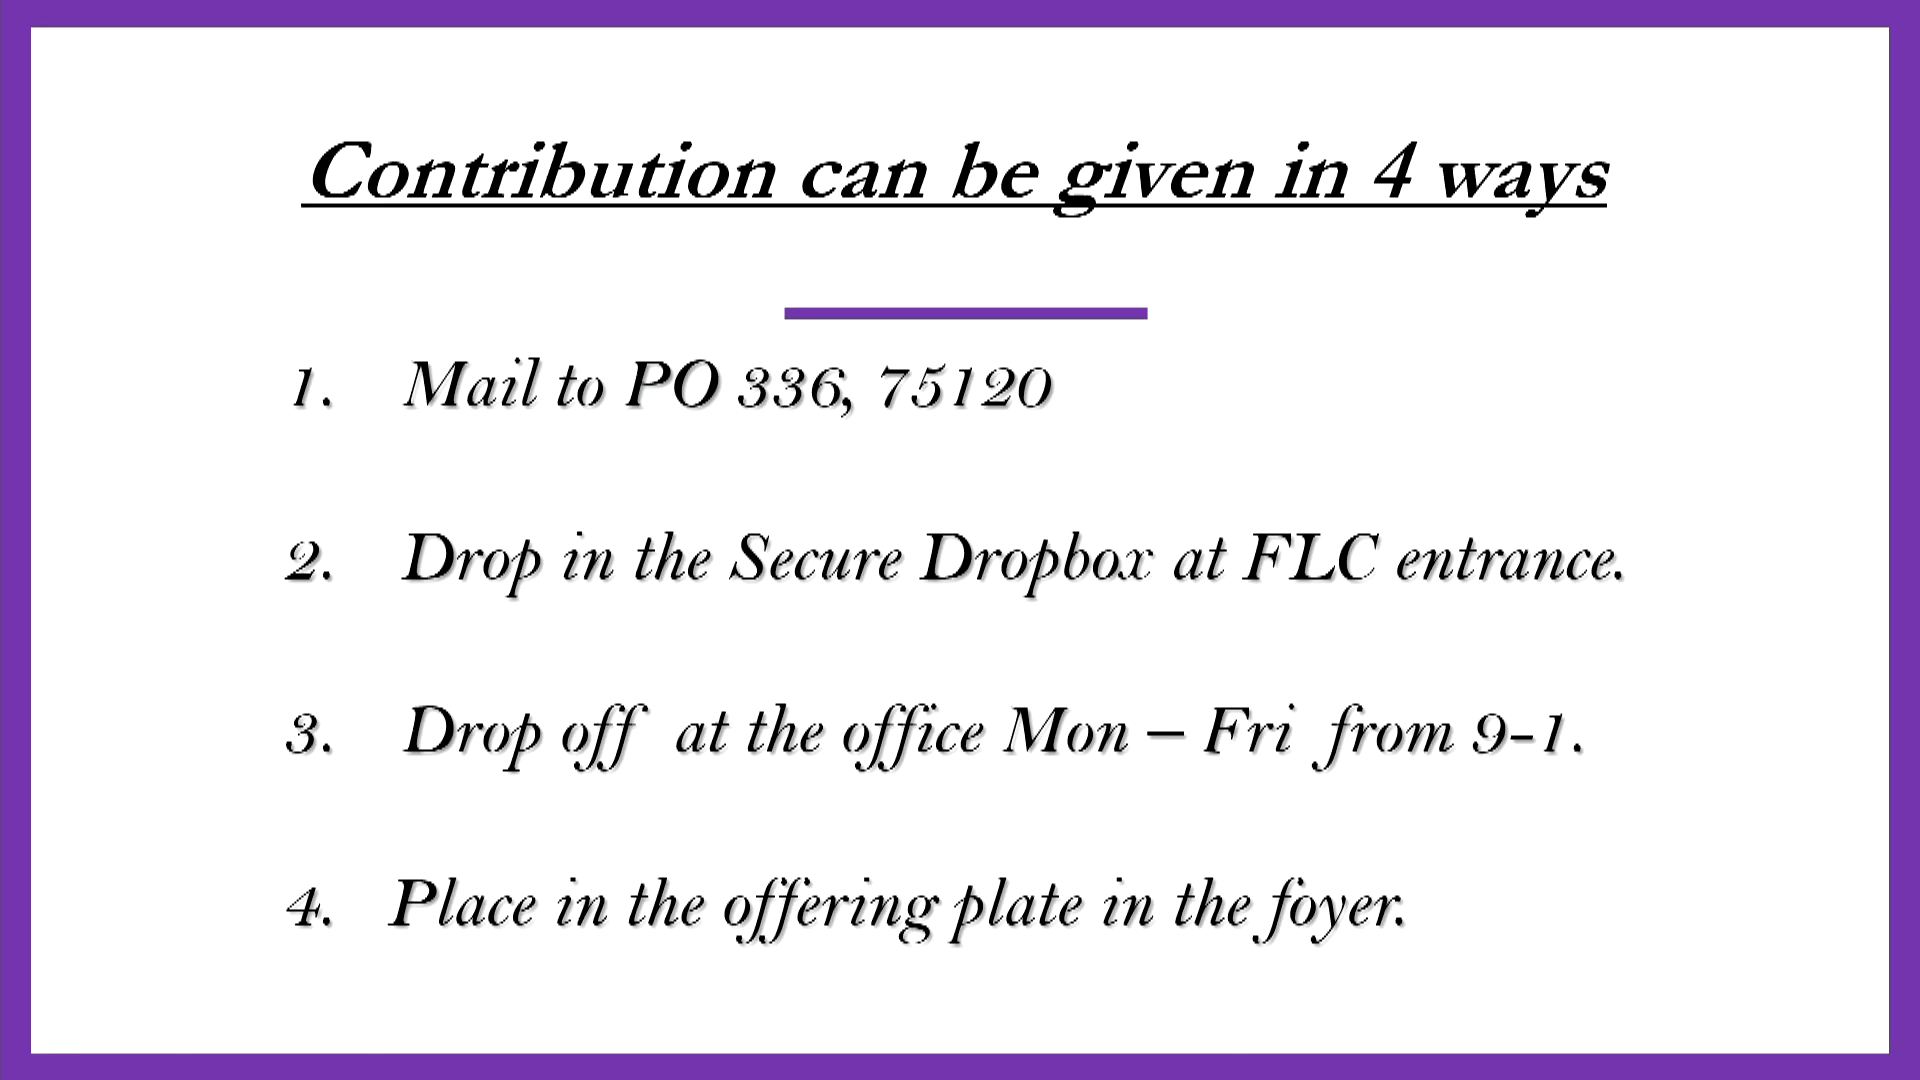 Contribution can be given in 4 ways
1. Mail to PO 336, 75120
2. Drop in the Secure Dropbox at FLC entrance.
3. Drop off at the office Mon – Fri from 9-1.
4. Place in the offering plate in the foyer.